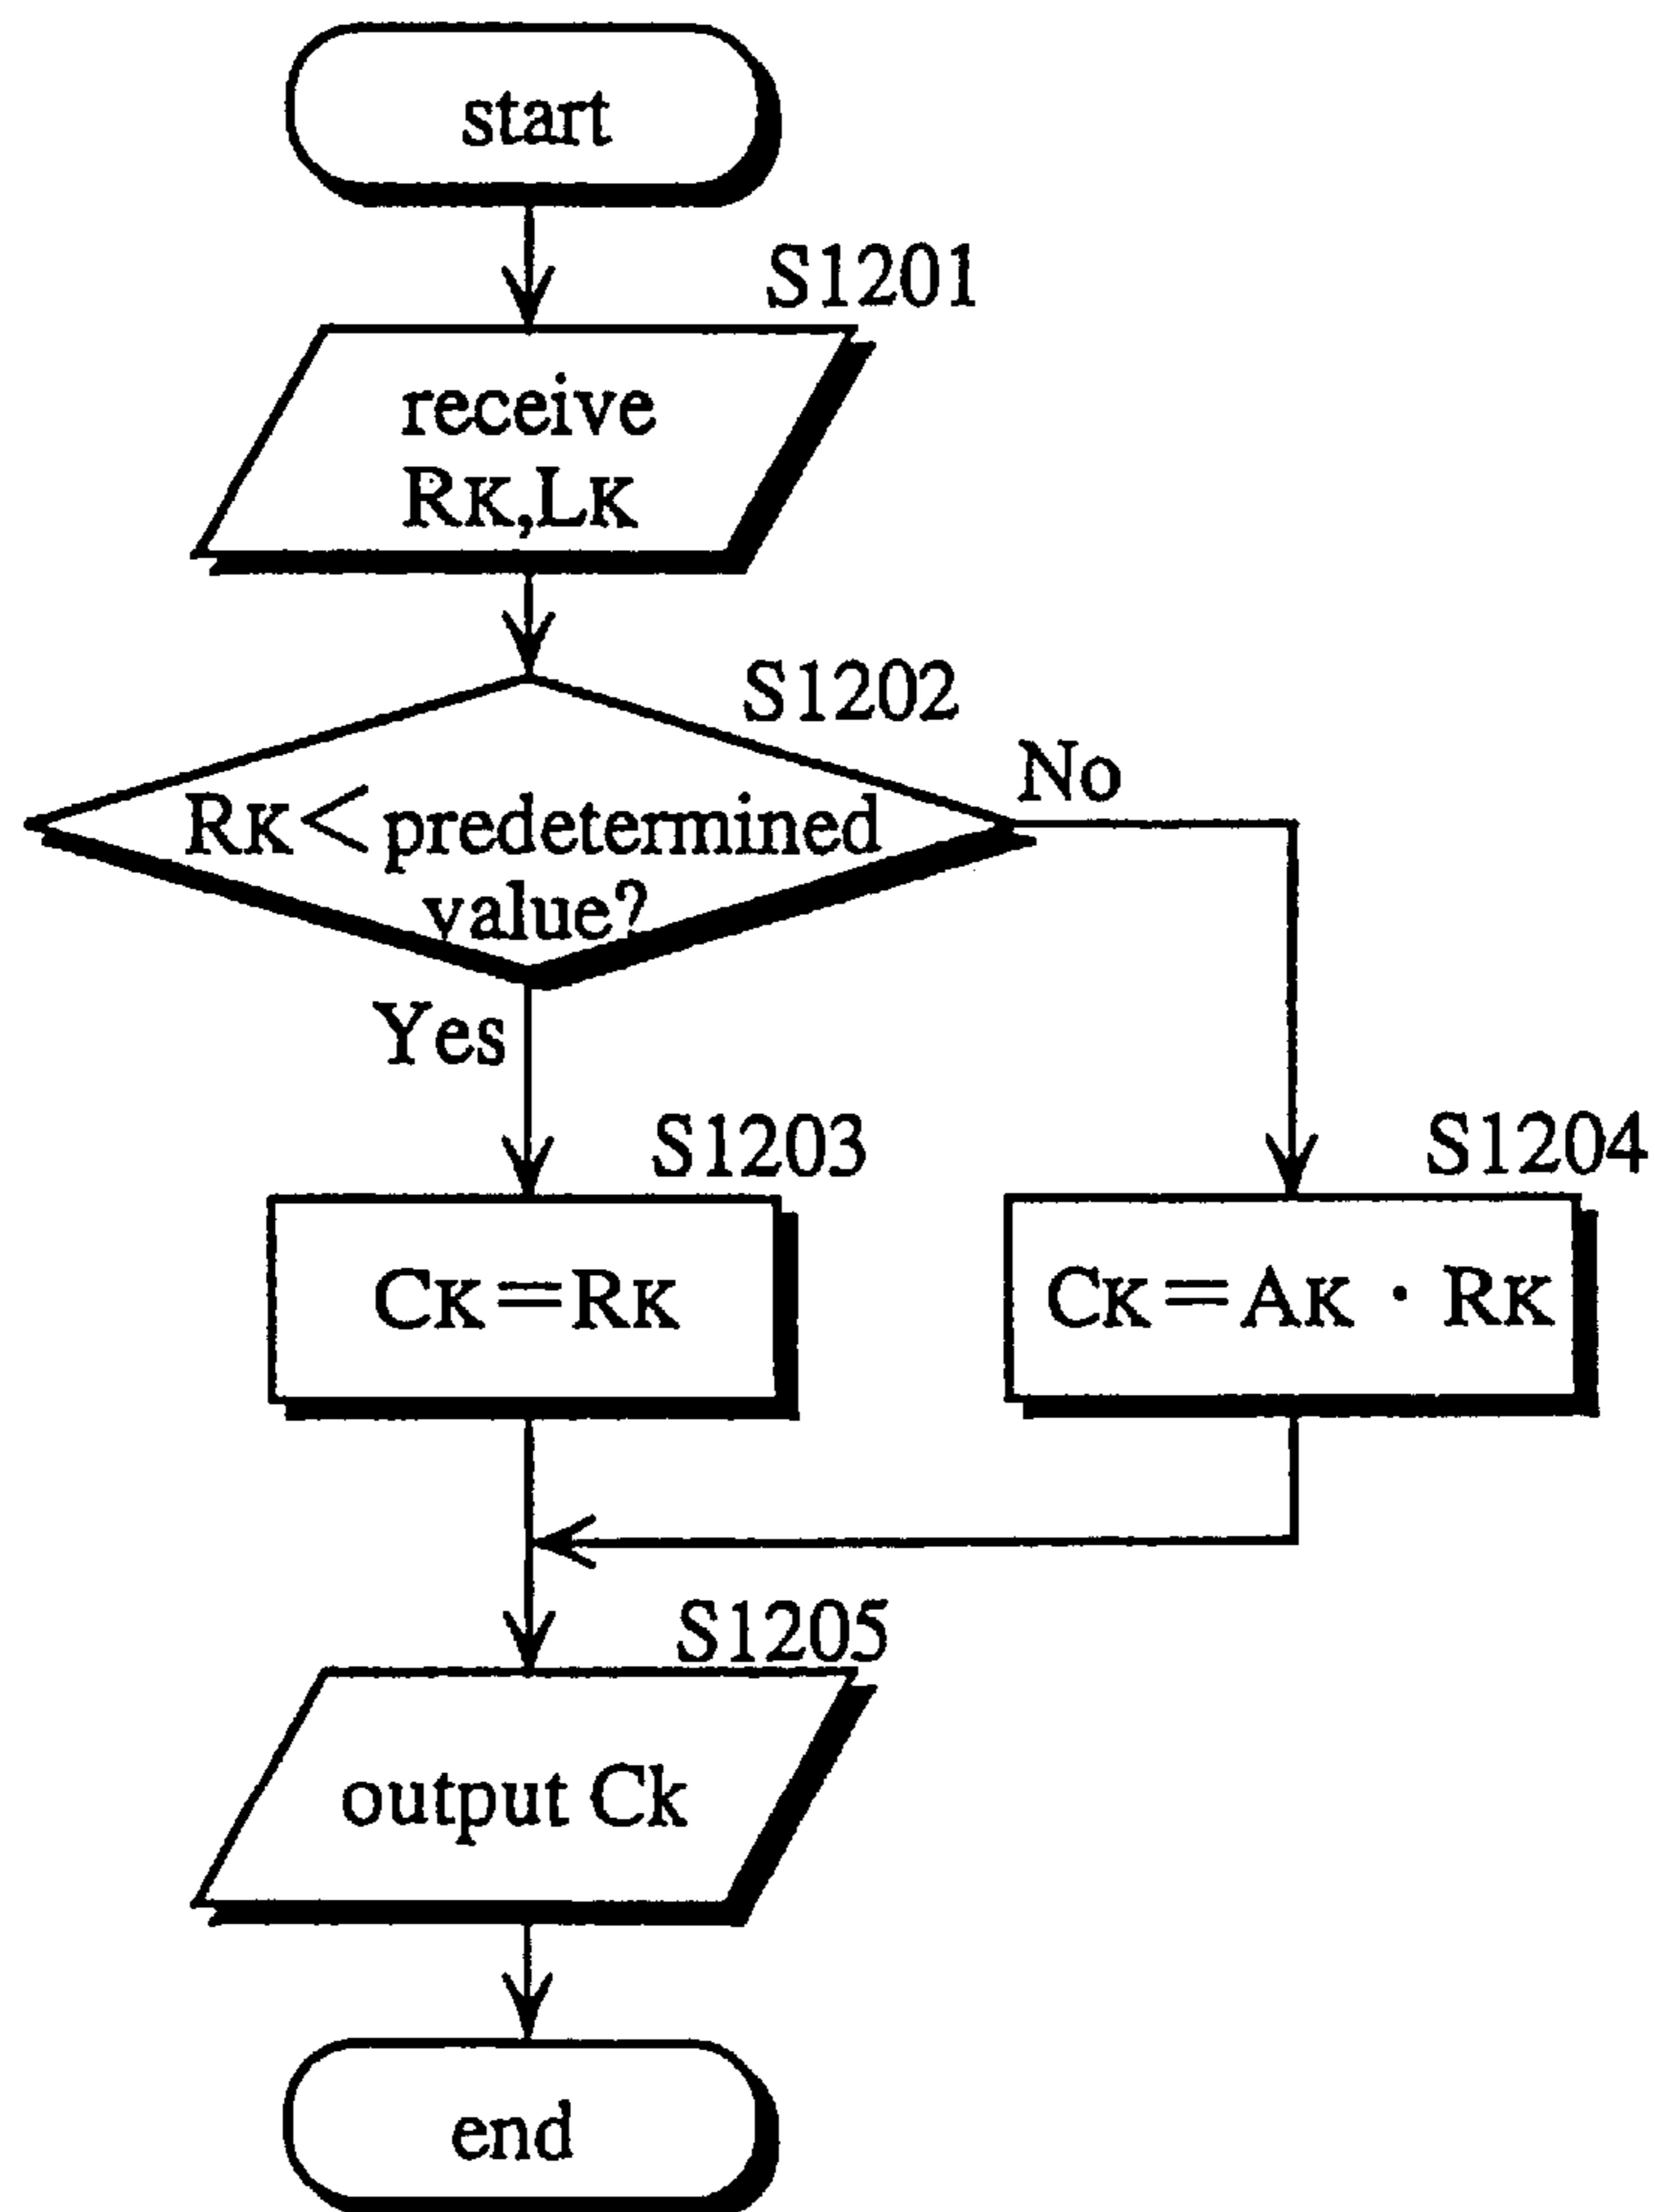 start
S1201
receive
RK,LK
S1202
No
RK<predetermined
value?
Yes
S1203
S1204
CK=RK
CK=AK · RK
S1205
output Ck
end